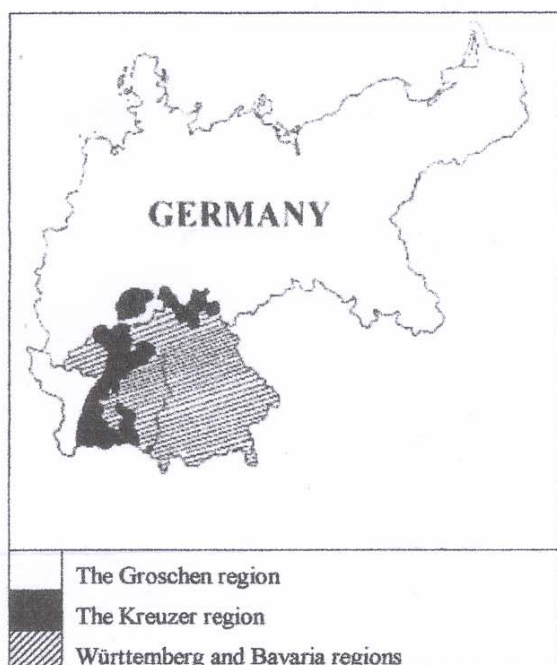 GERMANY
The Groschen region
The Kreuzer region
Württemberg and Bavaria regions